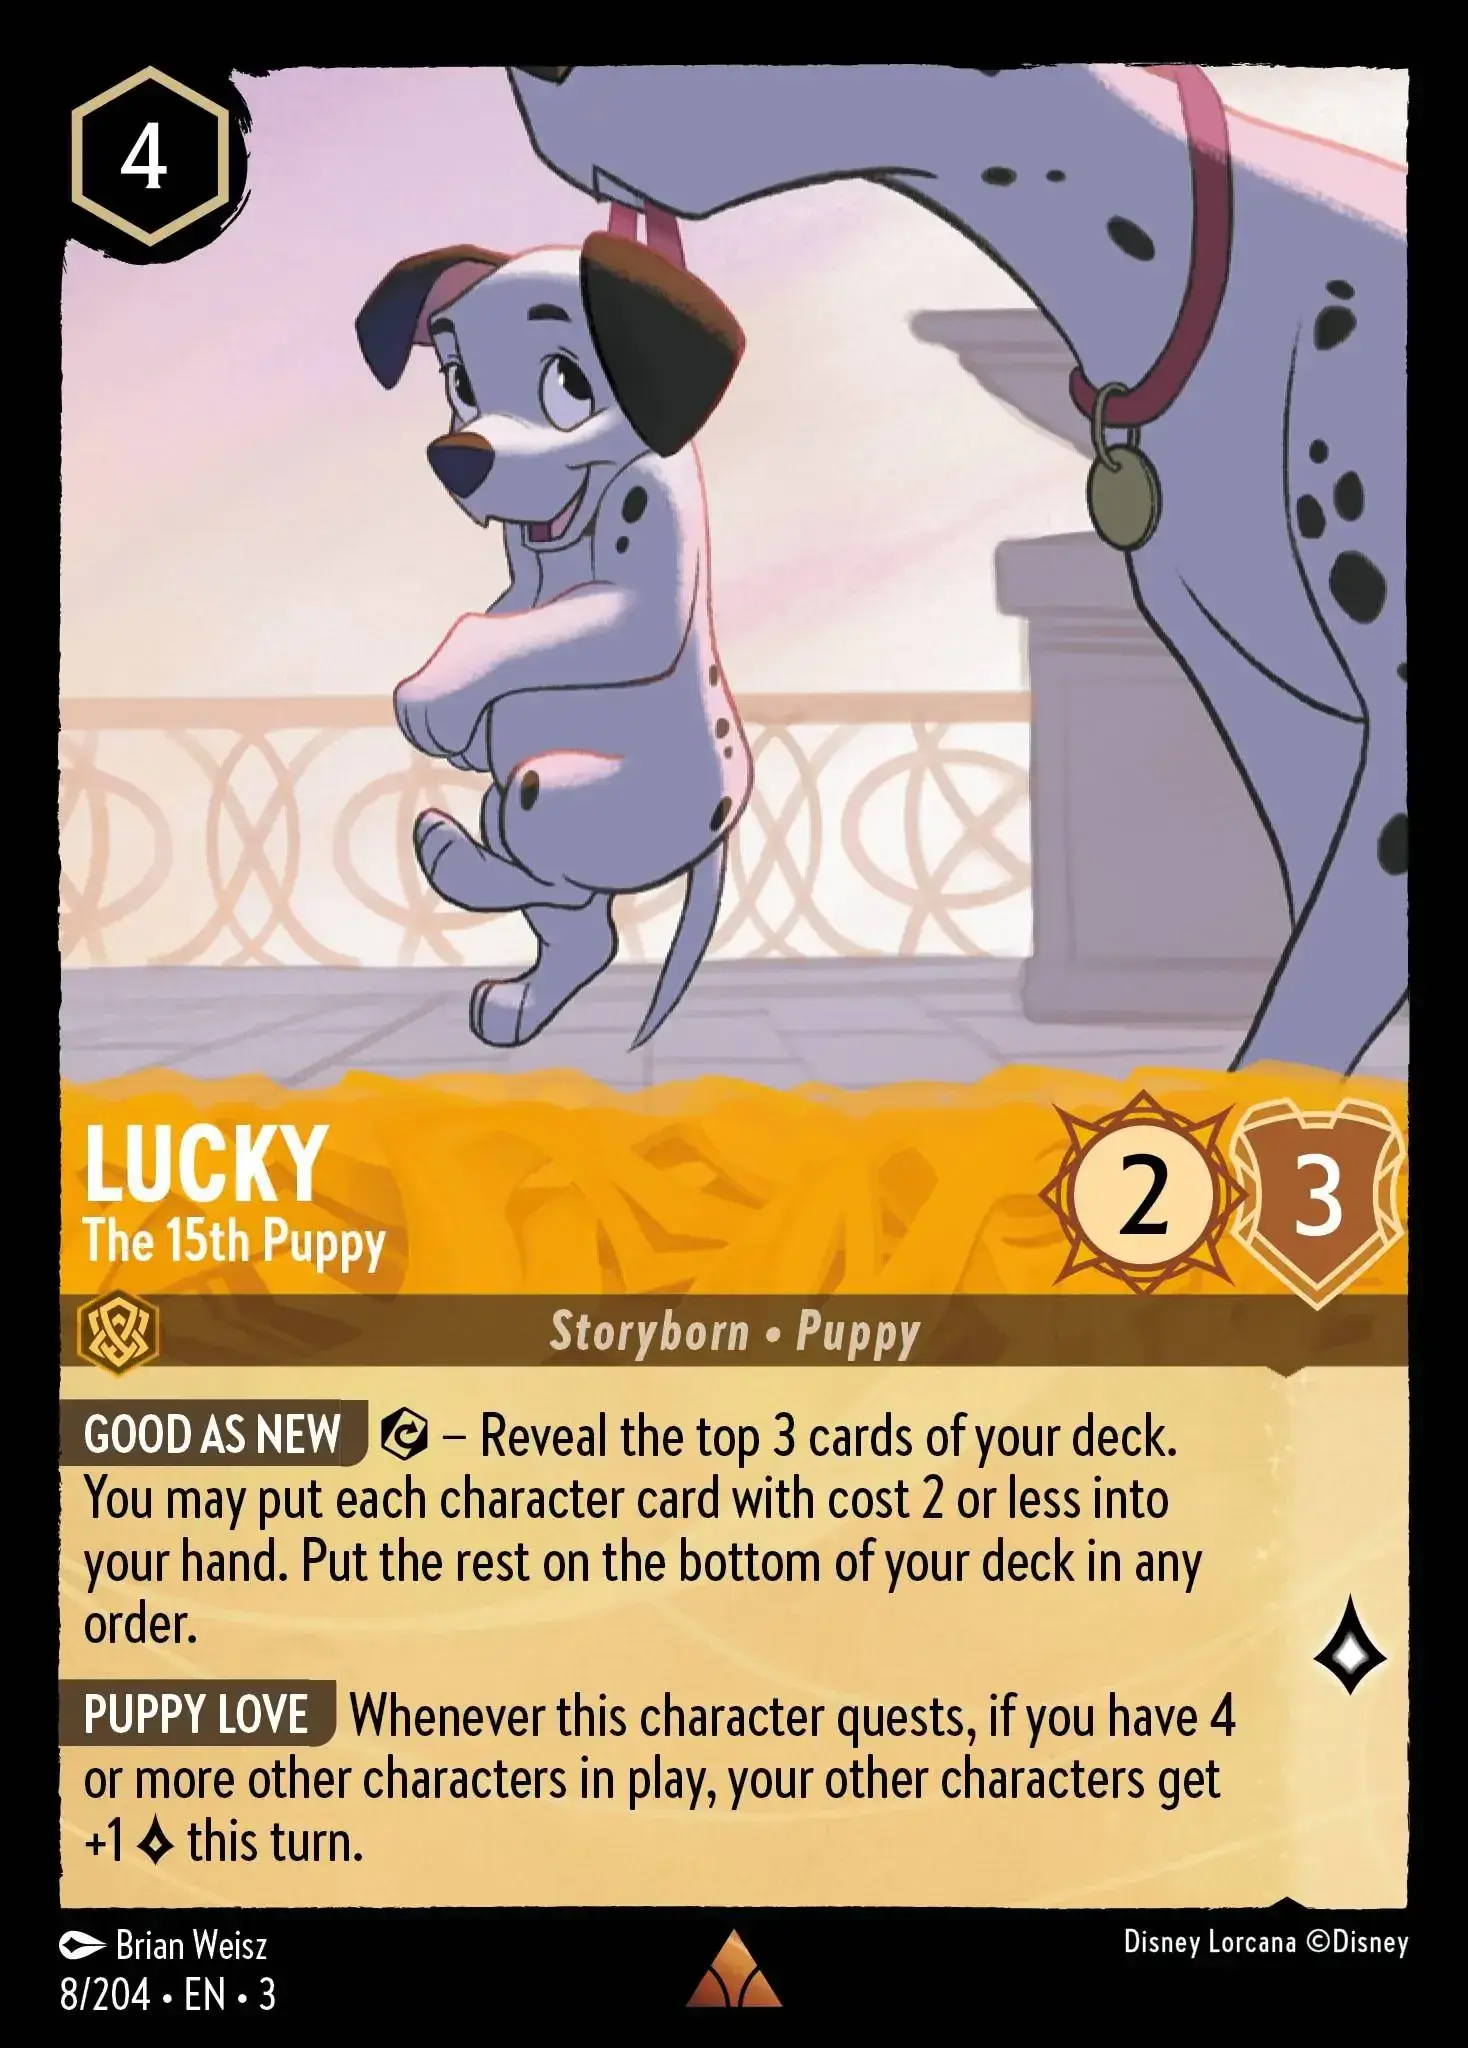 4
LUCKY
The 15th Puppy
2
3
Storyborn • Puppy
GOOD AS NEW – Reveal the top 3 cards of your deck.
You may put each character card with cost 2 or less into
your hand. Put the rest on the bottom of your deck in any
order.
PUPPY LOVE Whenever this character quests, if you have 4
or more other characters in play, your other characters get
+1 this turn.
Brian Weisz
Disney Lorcana ©Disney
8/204 • EN • 3